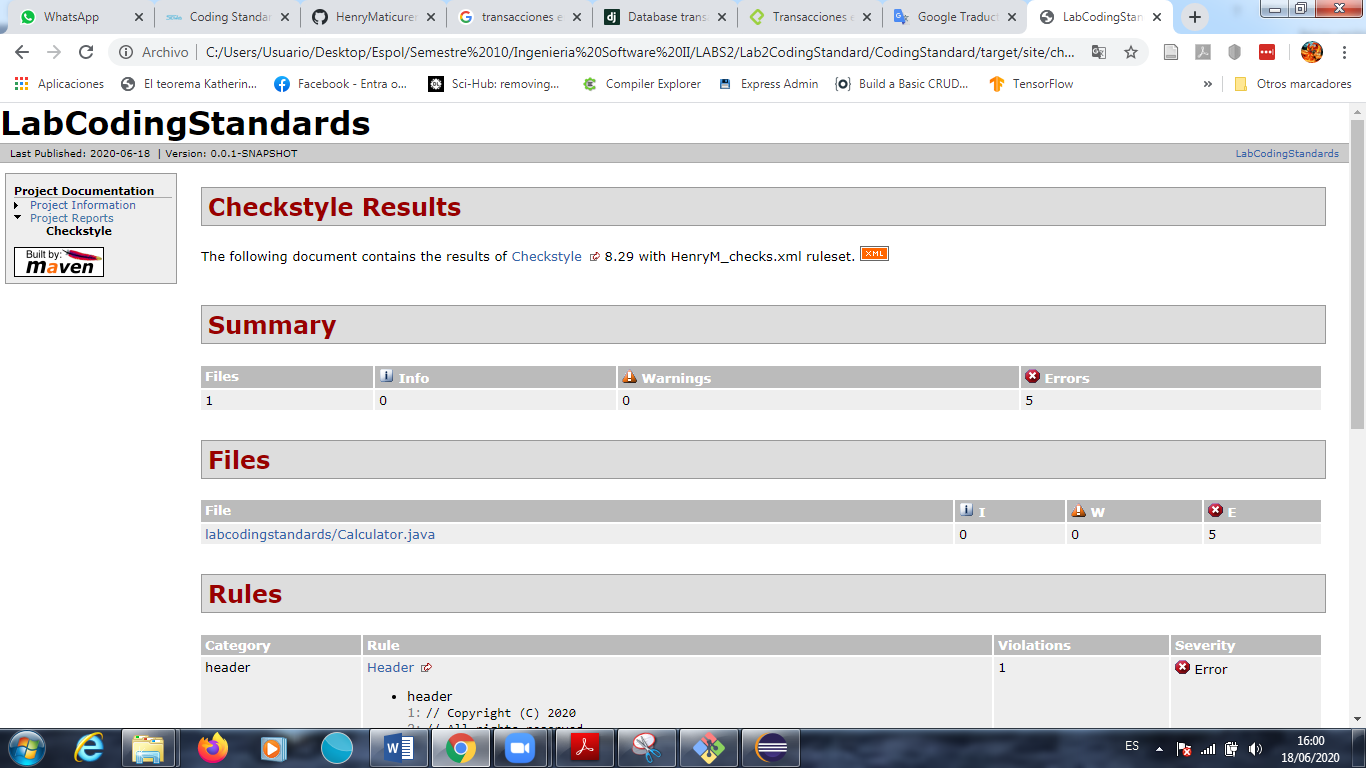 WhatsApp
Coding Standar
HenryMaticuren
transacciones e
Database trans
Transacciones e
Google Traduct
LabCodingStan
Archivo | C:/Users/Usuario/Desktop/Espol/Semestre%2010/Ingenieria%20Software%20II/LABS2/Lab2CodingStandard/CodingStandard/target/site/ch...
Aplicaciones
El teorema Katherin...
Facebook - Entra o...
Sci-Hub: removing...
Compiler Explorer
Express Admin
Build a Basic CRUD...
TensorFlow
»
Otros marcadores
LabCodingStandards
Last Published: 2020-06-18 | Version: 0.0.1-SNAPSHOT
LabCodingStandards
Project Documentation
Project Information
Project Reports
Checkstyle
Built by:
maven
Checkstyle Results
The following document contains the results of Checkstyle 8.29 with HenryM_checks.xml ruleset. XML
Summary
Files Info Warnings Errors
1 0 0 5
Files
File I W E
labcodingstandards/Calculator.java 0 0 5
Rules
Category Rule Violations Severity
header Header 1 Error
• header
1: // Copyright (C) 2020
2: // All rights reserved
ES
16:00
18/06/2020